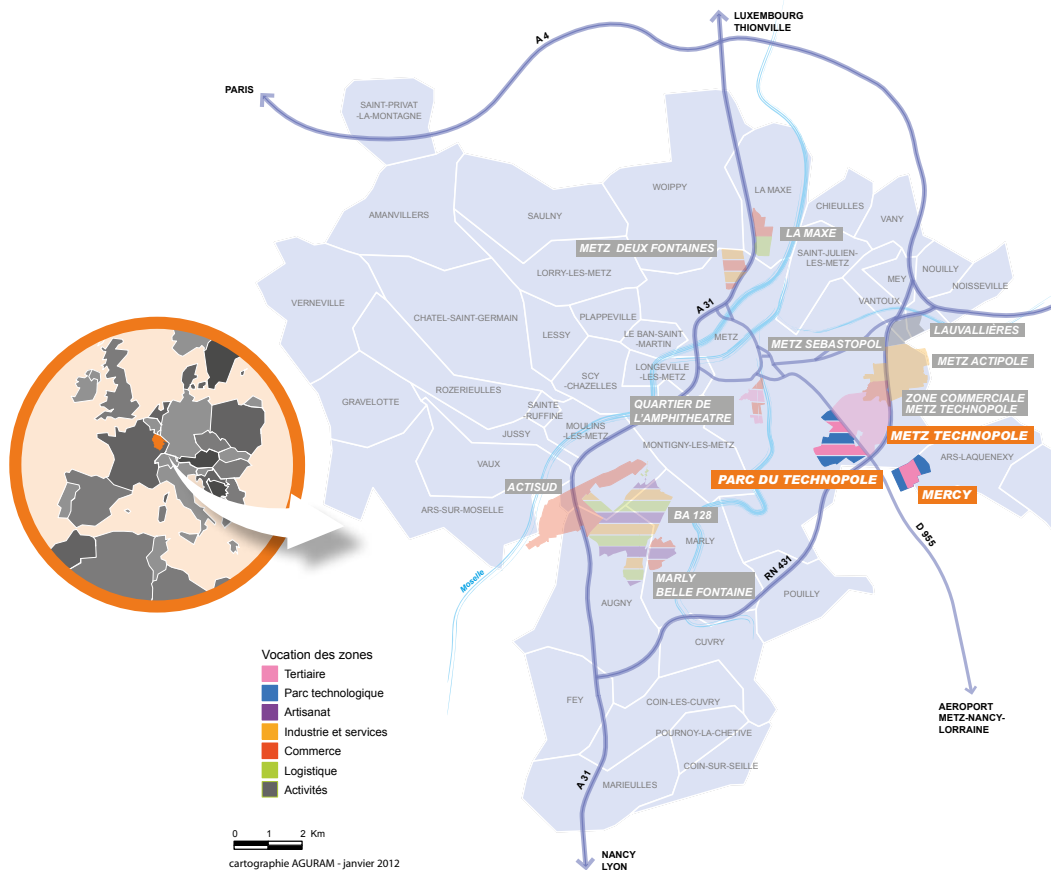 LUXEMBOURG
THIONVILLE
A 4
PARIS
SAINT-PRIVAT
-LA-MONTAGNE
WOIPPY
LA MAXE
CHIEULLES
AMANVILLERS
SAULNY
VANY
LA MAXE
METZ DEUX FONTAINES
SAINT-JULIEN
-LES-METZ
LORRY-LES-METZ
NOUILLY
MEY
NOISSEVILLE
VERNEVILLE
VANTOUX
A 31
CHATEL-SAINT-GERMAIN
PLAPPEVILLE
LESSY
LE BAN-SAINT
-MARTIN
METZ
METZ SEBASTOPOL
LAUVALLIÈRES
METZ ACTIPOLE
LONGEVILLE
-LES-METZ
SCY
-CHAZELLES
ROZERIEULLES
GRAVELOTTE
SAINTE
-RUFFINE
QUARTIER DE
L'AMPHITHEATRE
ZONE COMMERCIALE
METZ TECHNOPOLE
JUSSY
MOULINS
-LES-METZ
METZ TECHNOPOLE
MONTIGNY-LES-METZ
ARS-LAQUENEXY
VAUX
PARC DU TECHNOPOLE
ACTISUD
MERCY
ARS-SUR-MOSELLE
BA 128
MARLY
D 955
RN 431
Moselle
MARLY
BELLE FONTAINE
POUILLY
AUGNY
CUVRY
Vocation des zones
Tertiaire
Parc technologique
Artisanat
Industrie et services
Commerce
Logistique
Activités
FEY
COIN-LES-CUVRY
POURNOY-LA-CHETIVE
COIN-SUR-SEILLE
AEROPORT
METZ-NANCY-
LORRAINE
A 31
MARIEULLES
0 1 2 Km
cartographie AGURAM - janvier 2012
NANCY
LYON